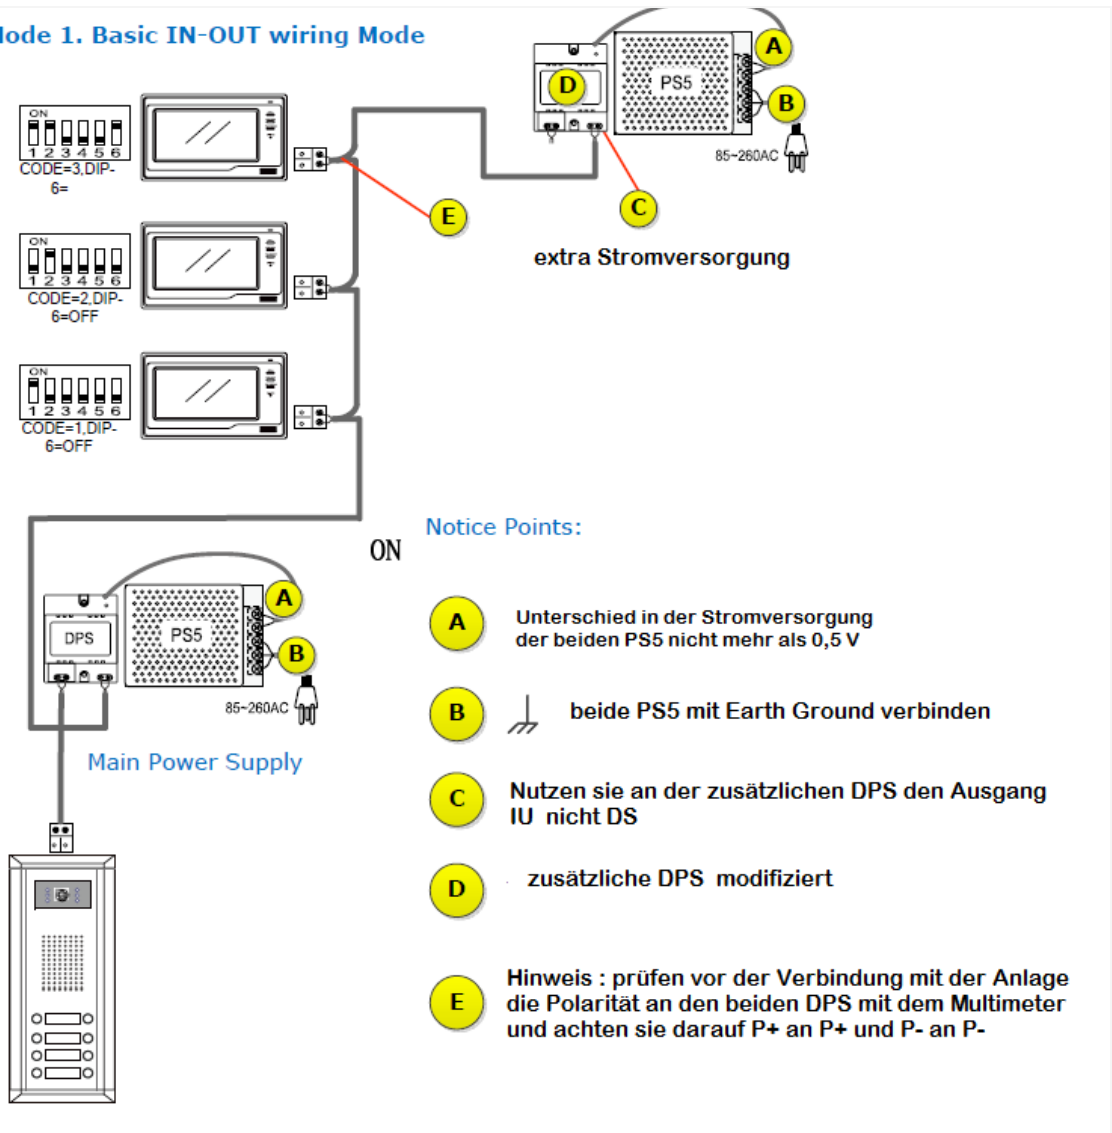 ode 1. Basic IN-OUT wiring Mode
A
D
PS5
B
85~260AC
ON
1 2 3 4 5 6
CODE=3,DIP-
6=
E
C
extra Stromversorgung
ON
1 2 3 4 5 6
CODE=2,DIP-
6=OFF
ON
1 2 3 4 5 6
CODE=1,DIP-
6=OFF
Notice Points:
ON
A
DPS
PS5
B
85~260AC
Main Power Supply
A
Unterschied in der Stromversorgung
der beiden PS5 nicht mehr als 0,5 V
B
beide PS5 mit Earth Ground verbinden
C
Nutzen sie an der zusätzlichen DPS den Ausgang
IU nicht DS
D
zusätzliche DPS modifiziert
E
Hinweis : prüfen vor der Verbindung mit der Anlage
die Polarität an den beiden DPS mit dem Multimeter
und achten sie darauf P+ an P+ und P- an P-